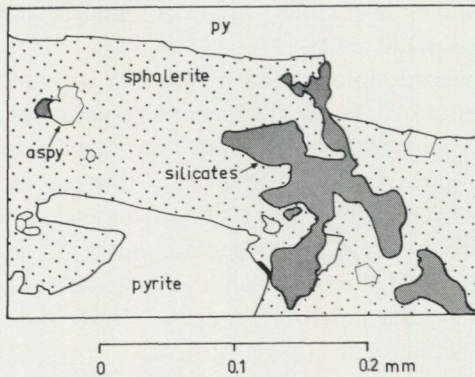 py
sphalerite
aspy
silicates
pyrite
0 0.1 0.2 mm